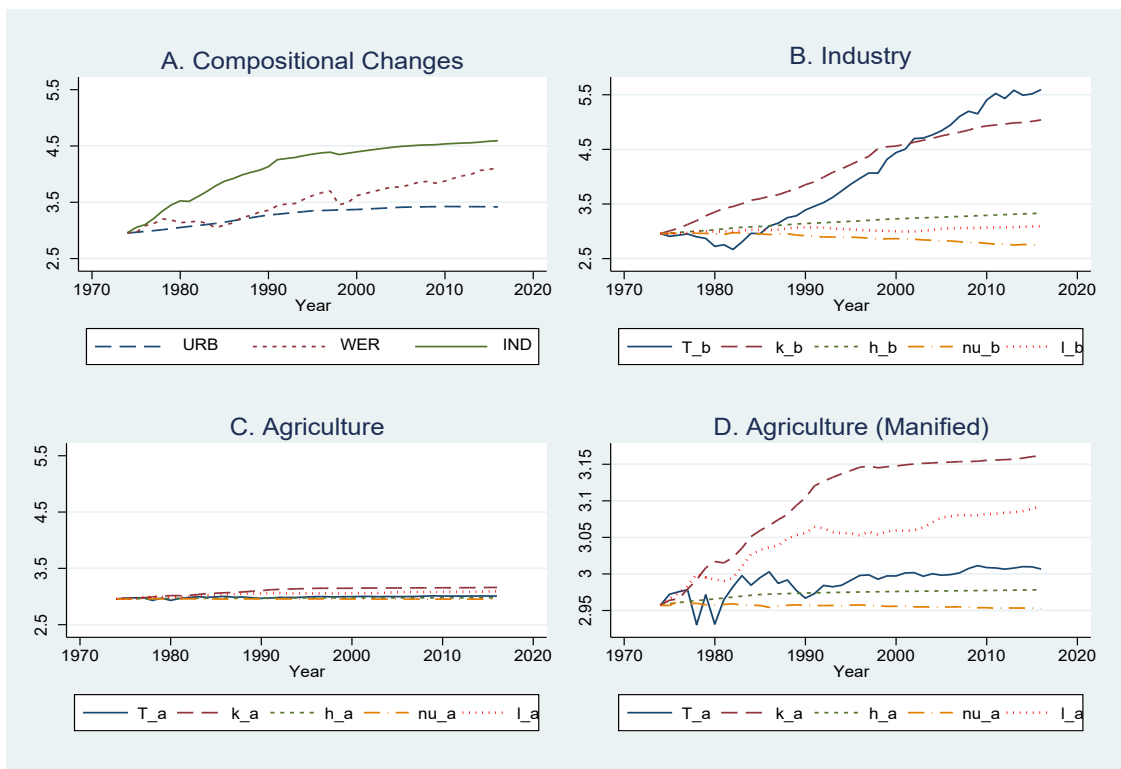 A. Compositional Changes
5.5
4.5
3.5
2.5
1970 1980 1990 2000 2010 2020
Year
URB WER IND
B. Industry
5.5
4.5
3.5
2.5
1970 1980 1990 2000 2010 2020
Year
T_b k_b h_b nu_b l_b
C. Agriculture
5.5
4.5
3.5
2.5
1970 1980 1990 2000 2010 2020
Year
T_a k_a h_a nu_a l_a
D. Agriculture (Manified)
3.15
3.1
3.05
3
2.95
1970 1980 1990 2000 2010 2020
Year
T_a k_a h_a nu_a l_a